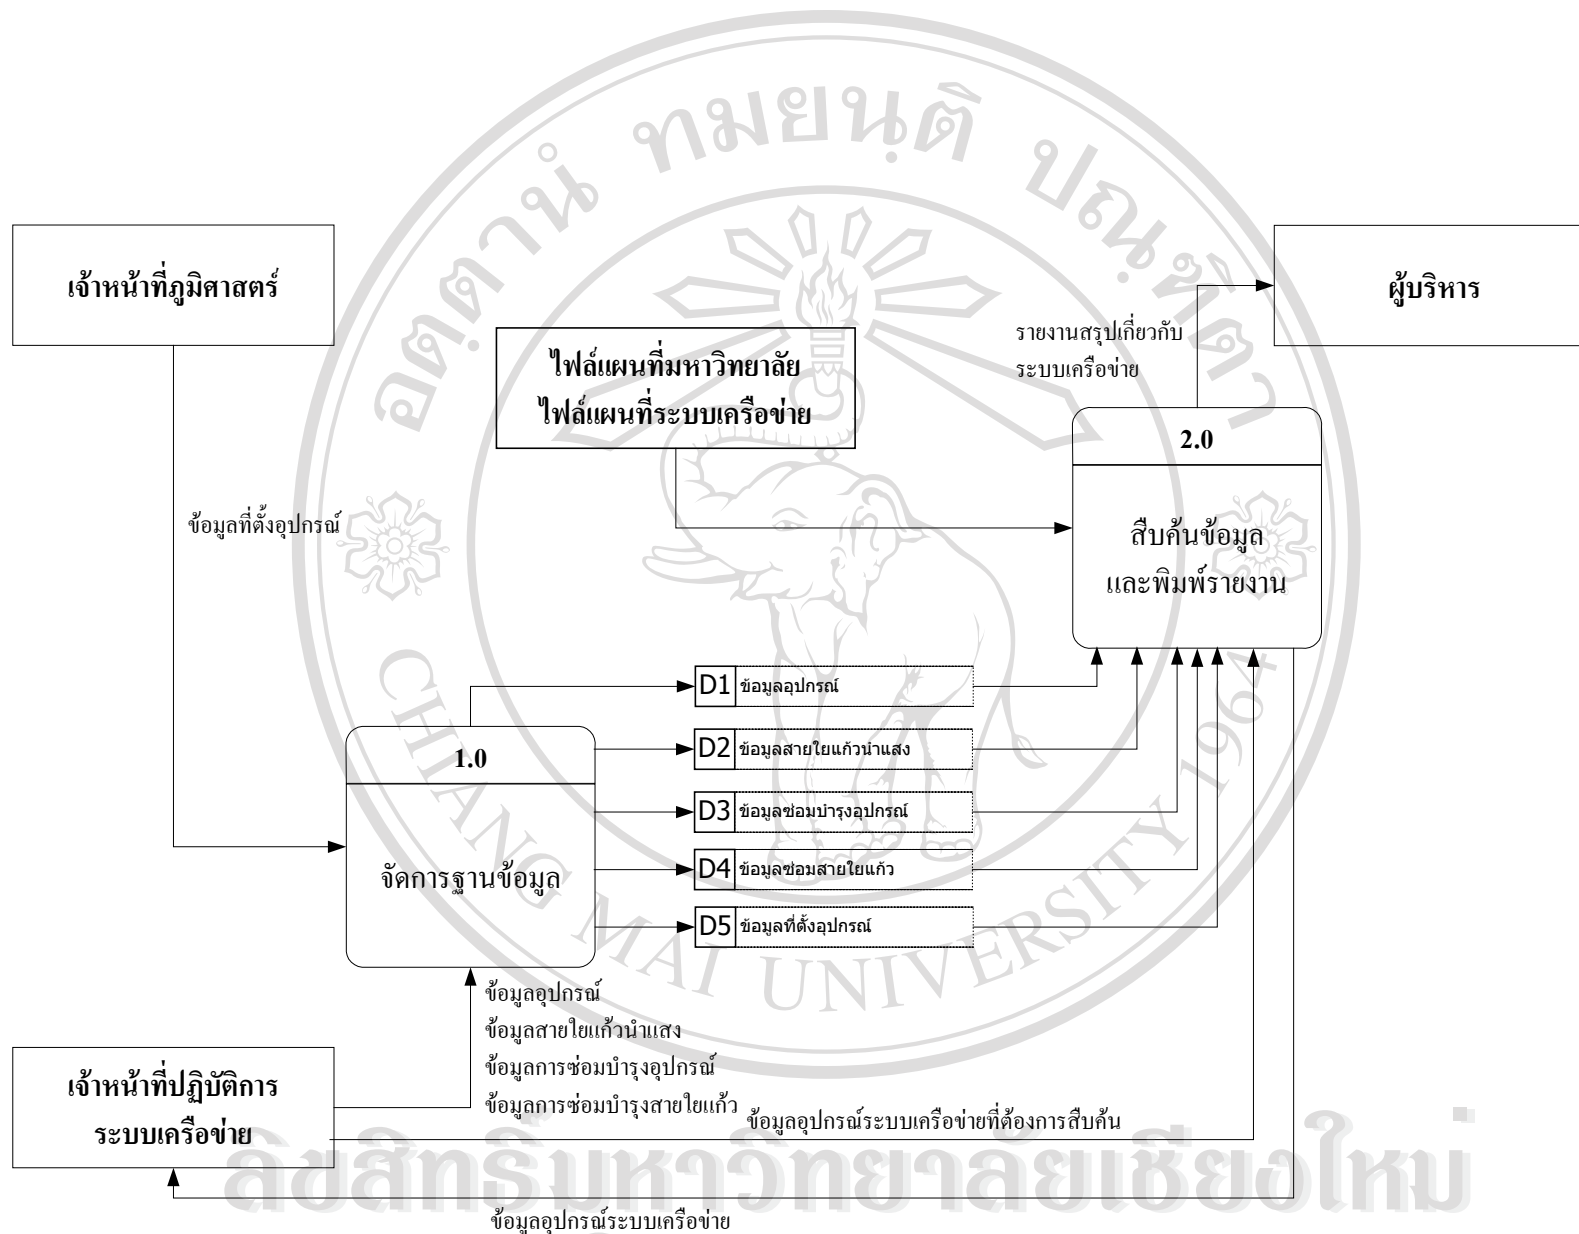 อตฺตานํ ทมยนฺติ ปณฺฑิตา
เจ้าหน้าที่ภูมิศาสตร์
ผู้บริหาร
รายงานสรุปเกี่ยวกับ
ระบบเครือข่าย
ไฟล์แผนที่มหาวิทยาลัย
ไฟล์แผนที่ระบบเครือข่าย
2.0
สืบค้นข้อมูล
และพิมพ์รายงาน
ข้อมูลที่ตั้งอุปกรณ์
D1 ข้อมูลอุปกรณ์
D2 ข้อมูลสายใยแก้วนำแสง
D3 ข้อมูลซ่อมบำรุงอุปกรณ์
D4 ข้อมูลซ่อมสายใยแก้ว
D5 ข้อมูลที่ตั้งอุปกรณ์
1.0
จัดการฐานข้อมูล
CHIANG MAI UNIVERSITY 1964
ข้อมูลอุปกรณ์
ข้อมูลสายใยแก้วนำแสง
ข้อมูลการซ่อมบำรุงอุปกรณ์
ข้อมูลการซ่อมบำรุงสายใยแก้ว
เจ้าหน้าที่ปฏิบัติการ
ระบบเครือข่าย
ข้อมูลอุปกรณ์ระบบเครือข่ายที่ต้องการสืบค้น
ลิขสิทธิ์มหาวิทยาลัยเชียงใหม่
ข้อมูลอุปกรณ์ระบบเครือข่าย